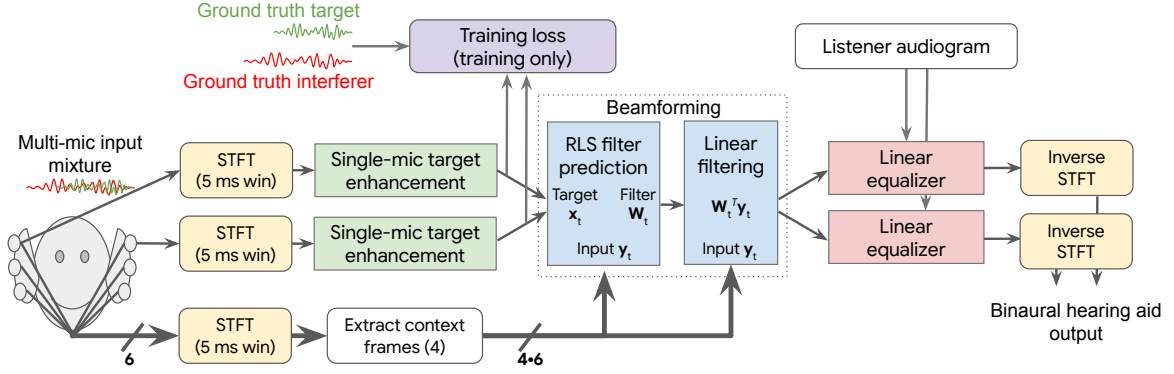 Ground truth target
Ground truth interferer
Training loss
(training only)
Listener audiogram
Multi-mic input
mixture
STFT
(5 ms win)
Single-mic target
enhancement
STFT
(5 ms win)
Single-mic target
enhancement
6
STFT
(5 ms win)
Extract context
frames (4)
4•6
Beamforming
RLS filter
prediction
Target Filter
x_t W_t
Input y_t
Linear
filtering
W_t^T y_t
Input y_t
Linear
equalizer
Linear
equalizer
Inverse
STFT
Inverse
STFT
Binaural hearing aid
output